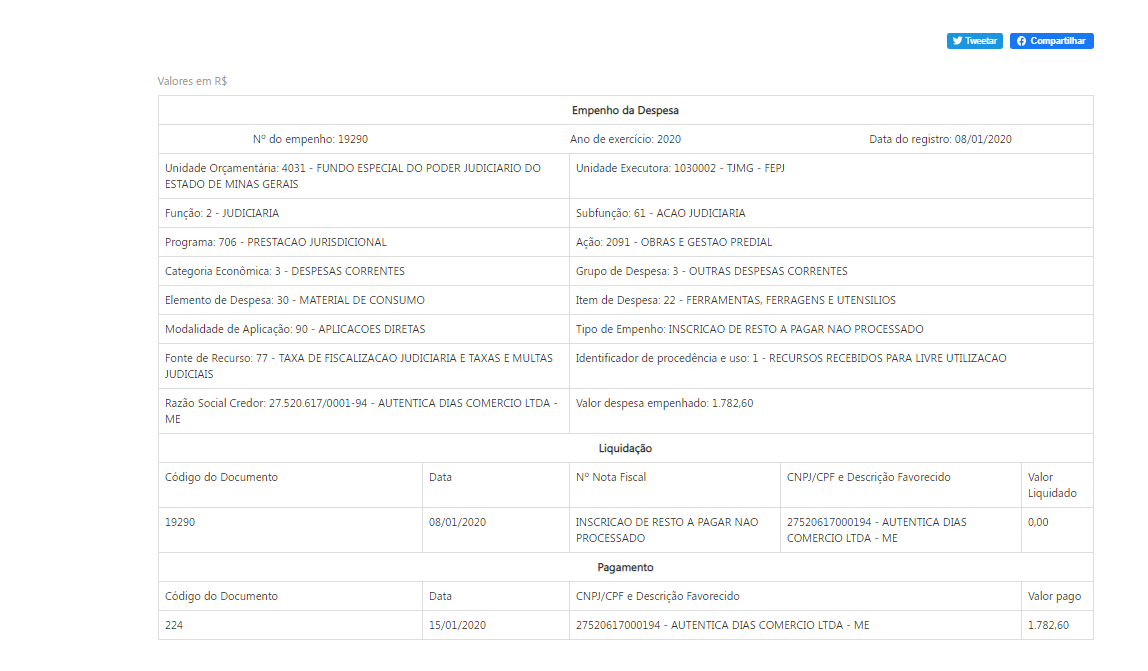 Tweetar
Compartilhar
Valores em R$
Empenho da Despesa
Nº do empenho: 19290
Ano de exercício: 2020
Data do registro: 08/01/2020
Unidade Orçamentária: 4031 - FUNDO ESPECIAL DO PODER JUDICIARIO DO
ESTADO DE MINAS GERAIS
Unidade Executora: 1030002 - TJMG - FEPJ
Função: 2 - JUDICIARIA
Subfunção: 61 - ACAO JUDICIARIA
Programa: 706 - PRESTACAO JURISDICIONAL
Ação: 2091 - OBRAS E GESTAO PREDIAL
Categoria Econômica: 3 - DESPESAS CORRENTES
Grupo de Despesa: 3 - OUTRAS DESPESAS CORRENTES
Elemento de Despesa: 30 - MATERIAL DE CONSUMO
Item de Despesa: 22 - FERRAMENTAS, FERRAGENS E UTENSILIOS
Modalidade de Aplicação: 90 - APLICACOES DIRETAS
Tipo de Empenho: INSCRICAO DE RESTO A PAGAR NAO PROCESSADO
Fonte de Recurso: 77 - TAXA DE FISCALIZACAO JUDICIARIA E TAXAS E MULTAS
JUDICIAIS
Identificador de procedência e uso: 1 - RECURSOS RECEBIDOS PARA LIVRE UTILIZACAO
Razão Social Credor: 27.520.617/0001-94 - AUTENTICA DIAS COMERCIO LTDA -
ME
Valor despesa empenhado: 1.782,60
Liquidação
Código do Documento
Data
Nº Nota Fiscal
CNPJ/CPF e Descrição Favorecido
Valor
Liquidado
19290
08/01/2020
INSCRICAO DE RESTO A PAGAR NAO
PROCESSADO
27520617000194 - AUTENTICA DIAS
COMERCIO LTDA - ME
0,00
Pagamento
Código do Documento
Data
CNPJ/CPF e Descrição Favorecido
Valor pago
224
15/01/2020
27520617000194 - AUTENTICA DIAS COMERCIO LTDA - ME
1.782,60